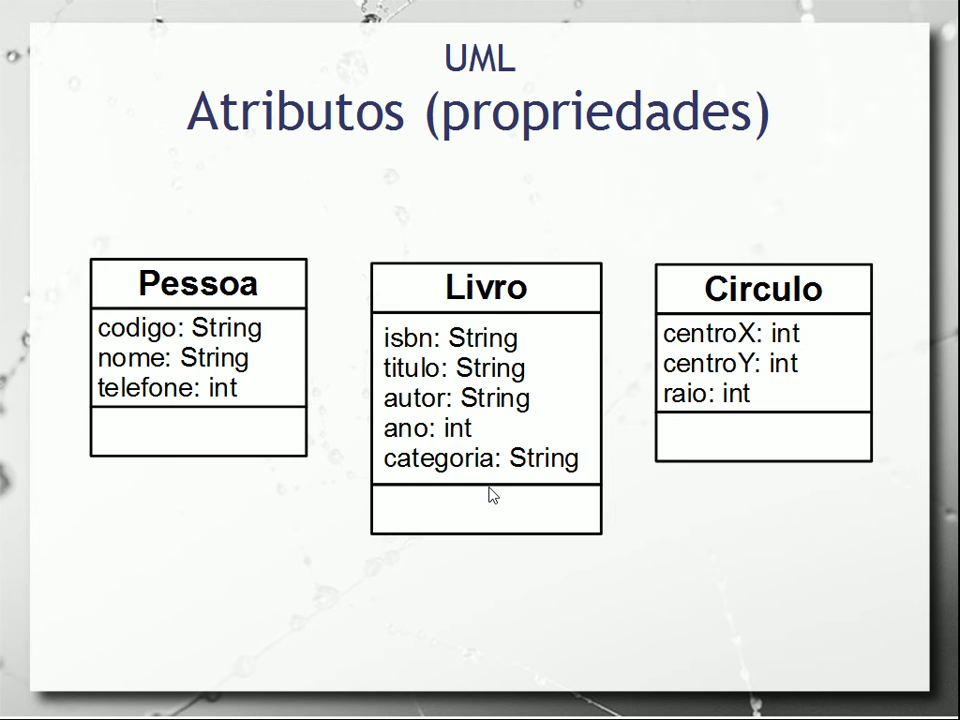 UML
Atributos (propriedades)
Pessoa
codigo: String
nome: String
telefone: int
Livro
isbn: String
titulo: String
autor: String
ano: int
categoria: String
Circulo
centroX: int
centroY: int
raio: int